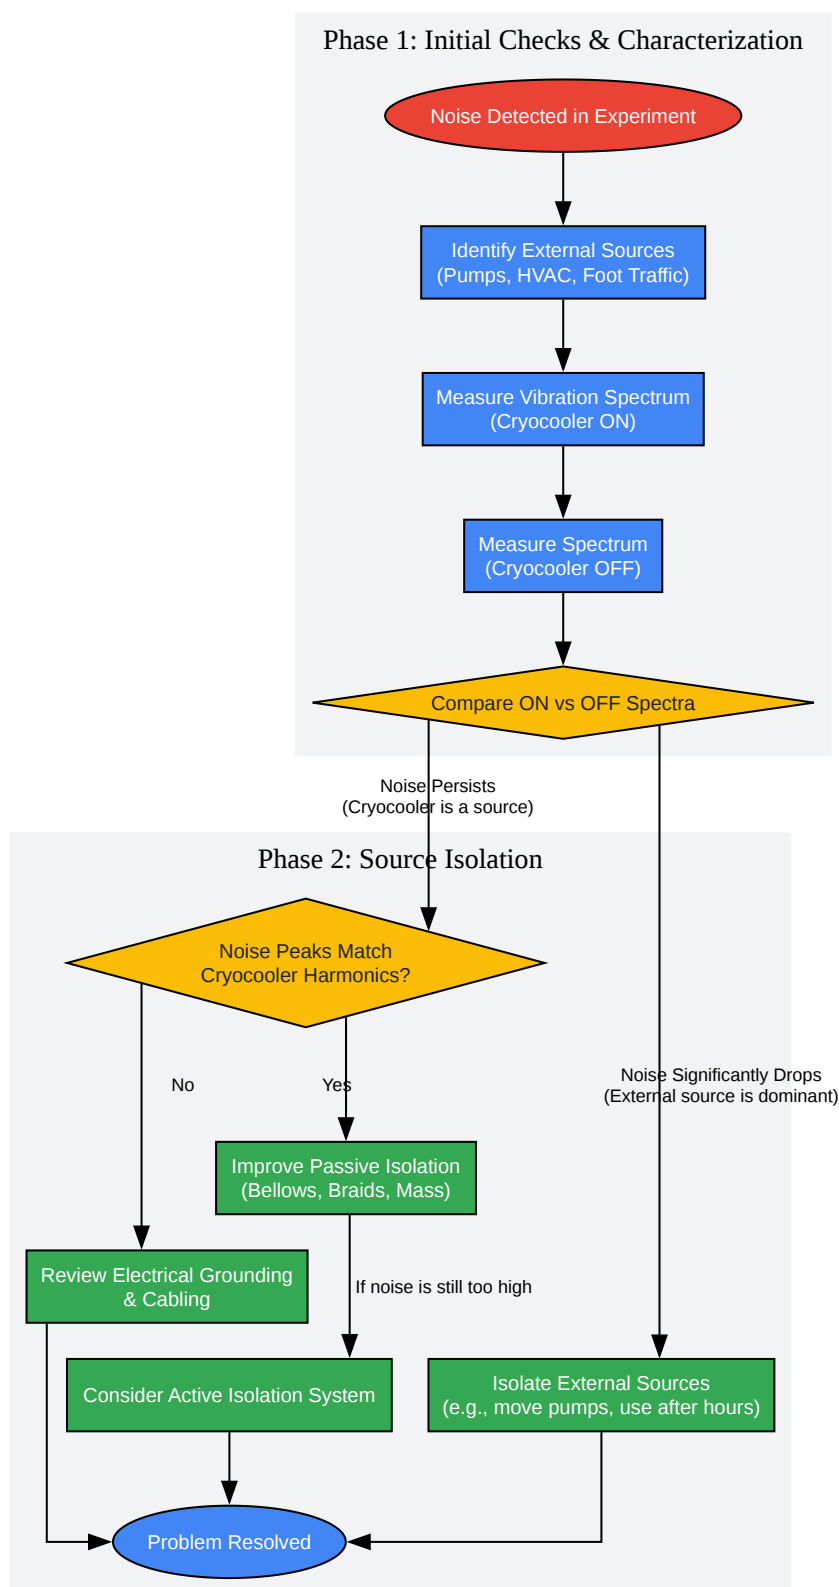 Phase 1: Initial Checks & Characterization
Noise Detected in Experiment
Identify External Sources
(Pumps, HVAC, Foot Traffic)
Measure Vibration Spectrum
(Cryocooler ON)
Measure Spectrum
(Cryocooler OFF)
Compare ON vs OFF Spectra
Noise Persists
(Cryocooler is a source)
Phase 2: Source Isolation
Noise Peaks Match
Cryocooler Harmonics?
No
Yes
Noise Significantly Drops
(External source is dominant)
Improve Passive Isolation
(Bellows, Braids, Mass)
Review Electrical Grounding
& Cabling
If noise is still too high
Consider Active Isolation System
Isolate External Sources
(e.g., move pumps, use after hours)
Problem Resolved